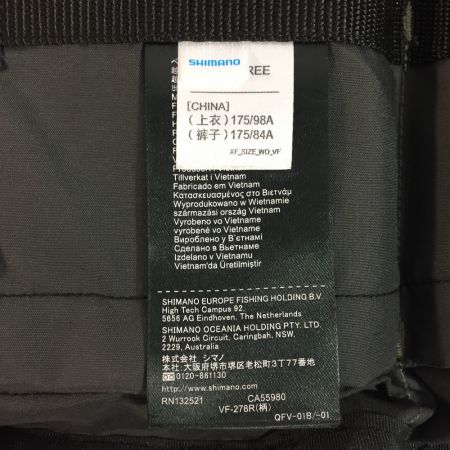 SHIMANO
REE
[CHINA]
(上衣)175/98A
(裤子)175/84A
XF_SIZE_WO_VF
Tillverkat i Vietnam
Fabricado em Vietnam
Κατασκευασμένος στο Βιετνάμ
Wyprodukowano w Wietnamie
származási ország Vietnam
Vyrobeno ve Vietnamu
vyrobené vo Vietname
Вироблено у В'єтнамі
Сделано в Вьетнаме
Izdelano v Vietnamu
Vietnam'da Üretilmiştir
SHIMANO EUROPE FISHING HOLDING B.V.
High Tech Campus 92,
5656 AG Eindhoven, The Netherlands
SHIMANO OCEANIA HOLDING PTY. LTD.
2 Wurrook Circuit, Caringbah, NSW,
2229, Australia
株式会社 シマノ
本社:大阪府堺市堺区老松町3丁77番地
0120-861130
https://www.shimano.com
RN132521 CA55980
VF-278R(柄)
QFV-01B/-01